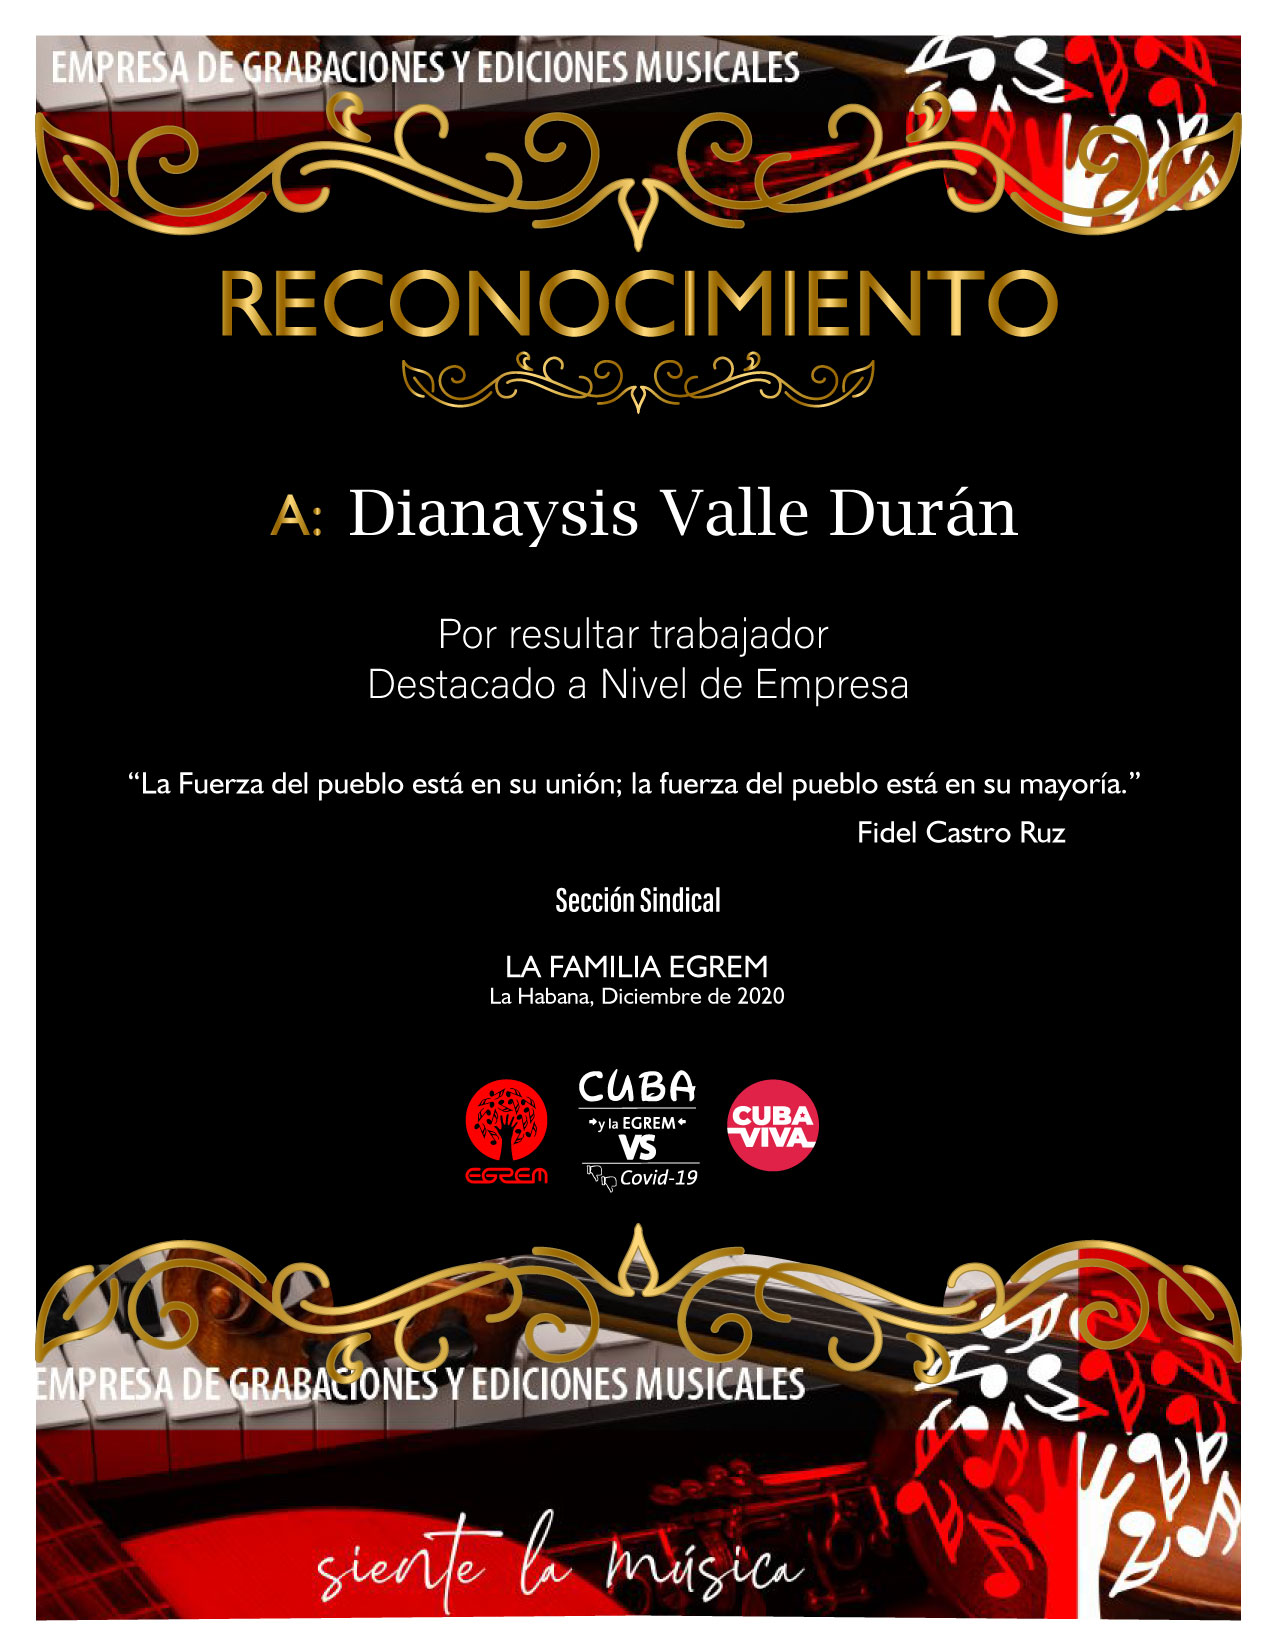 EMPRESA DE GRABACIONES Y EDICIONES MUSICALES
RECONOCIMIENTO
A: Dianaysis Valle Durán
Por resultar trabajador
Destacado a Nivel de Empresa
“La Fuerza del pueblo está en su unión; la fuerza del pueblo está en su mayoría.”
Fidel Castro Ruz
Sección Sindical
LA FAMILIA EGREM
La Habana, Diciembre de 2020
EGREM
CUBA
y la EGREM
VS
Covid-19
CUBA
VIVA
EMPRESA DE GRABACIONES Y EDICIONES MUSICALES
siente la música